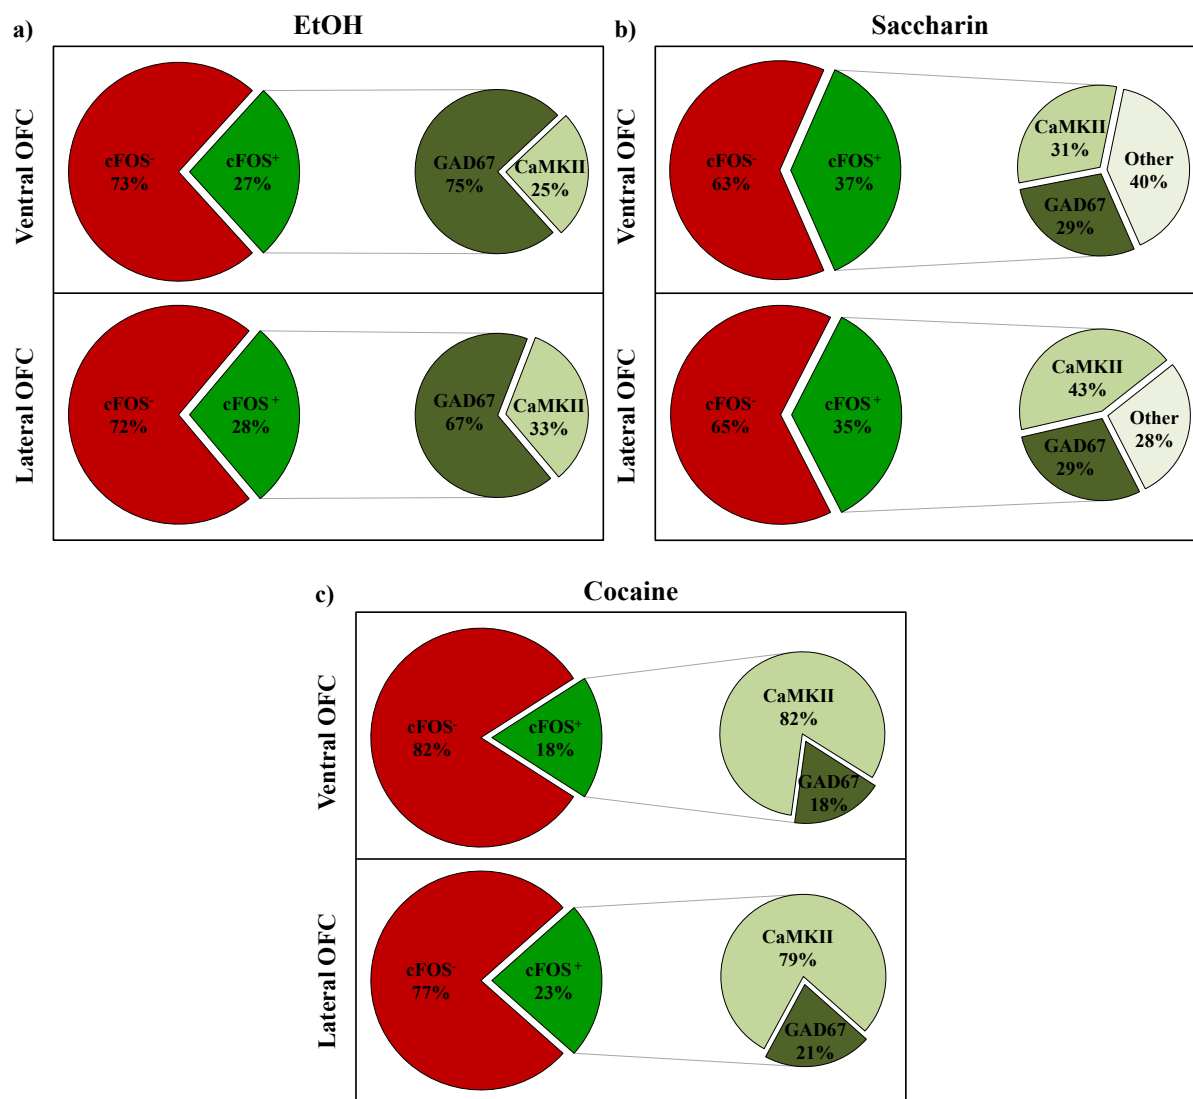 a)
EtOH
Ventral OFC
cFOS⁻
73%
cFOS⁺
27%
GAD67
75%
CaMKII
25%
Lateral OFC
cFOS⁻
72%
cFOS⁺
28%
GAD67
67%
CaMKII
33%
b)
Saccharin
Ventral OFC
cFOS⁻
63%
cFOS⁺
37%
CaMKII
31%
Other
40%
GAD67
29%
Lateral OFC
cFOS⁻
65%
cFOS⁺
35%
CaMKII
43%
Other
28%
GAD67
29%
c)
Cocaine
Ventral OFC
cFOS⁻
82%
cFOS⁺
18%
CaMKII
82%
GAD67
18%
Lateral OFC
cFOS⁻
77%
cFOS⁺
23%
CaMKII
79%
GAD67
21%